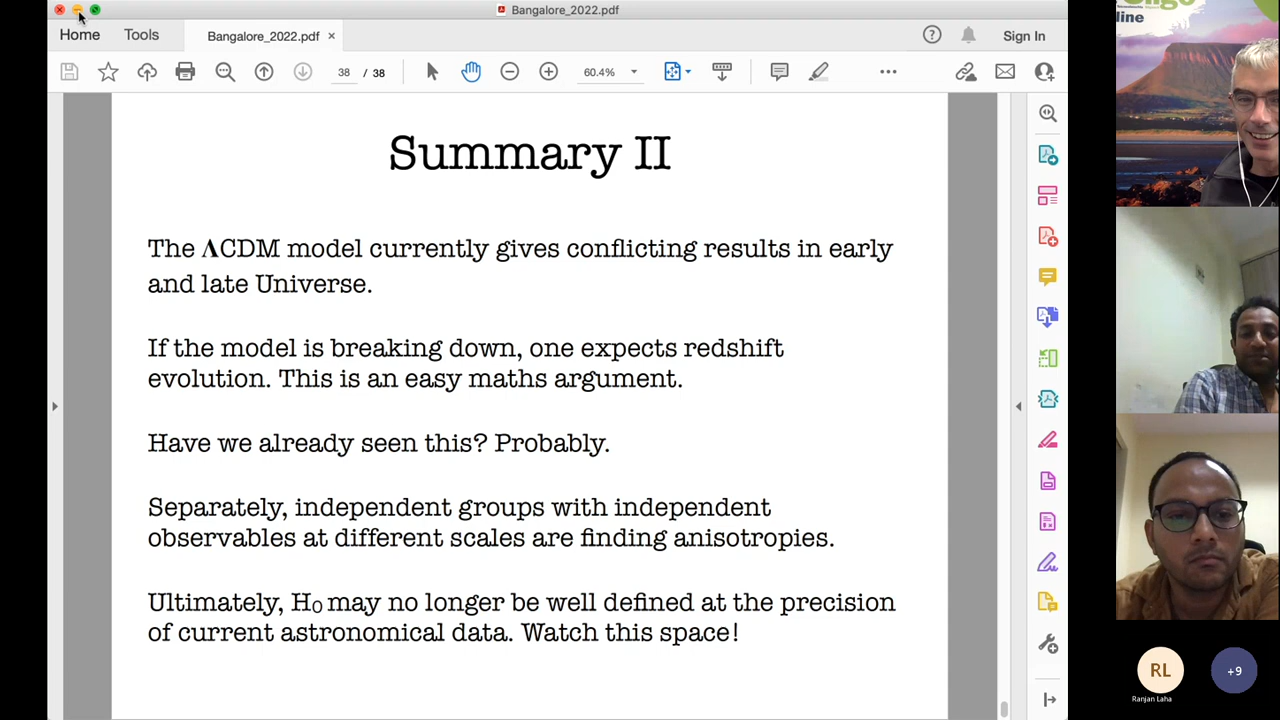 Bangalore_2022.pdf
Home Tools Bangalore_2022.pdf × Sign In
38 / 38 60.4%
Summary II
The ΛCDM model currently gives conflicting results in early
and late Universe.
If the model is breaking down, one expects redshift
evolution. This is an easy maths argument.
Have we already seen this? Probably.
Separately, independent groups with independent
observables at different scales are finding anisotropies.
Ultimately, H0 may no longer be well defined at the precision
of current astronomical data. Watch this space!
line
RL
+9
Ranjan Laha